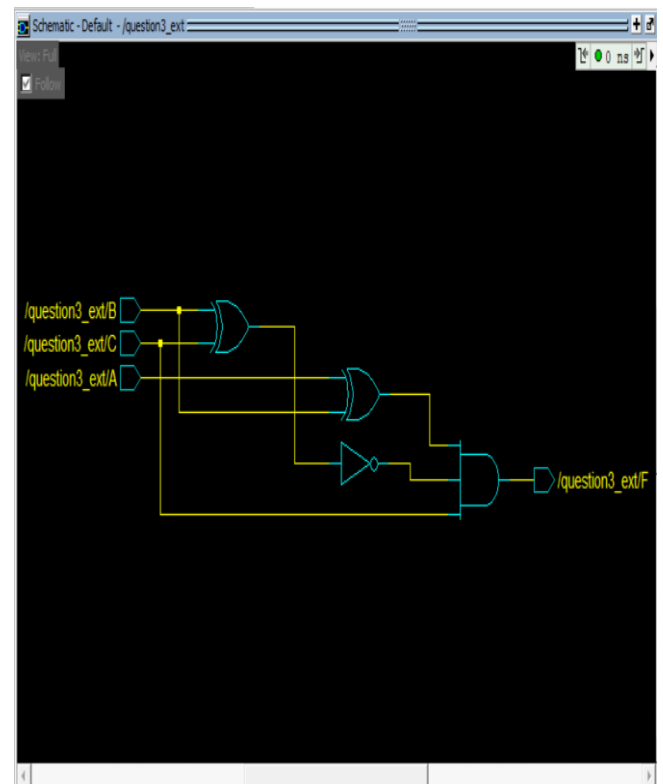 Schematic - Default - /question3_ext
View: Full
0 ns
Follow
/question3_ext/B
/question3_ext/C
/question3_ext/A
/question3_ext/F